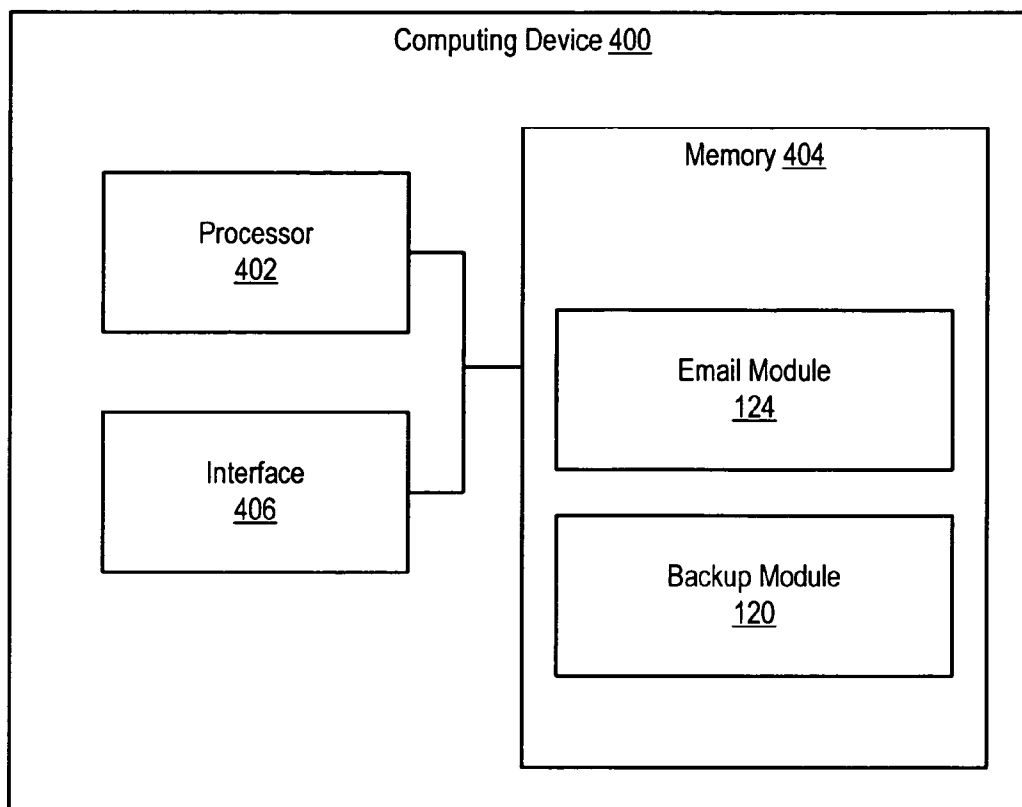 Computing Device 400
Memory 404
Processor
402
Email Module
124
Interface
406
Backup Module
120